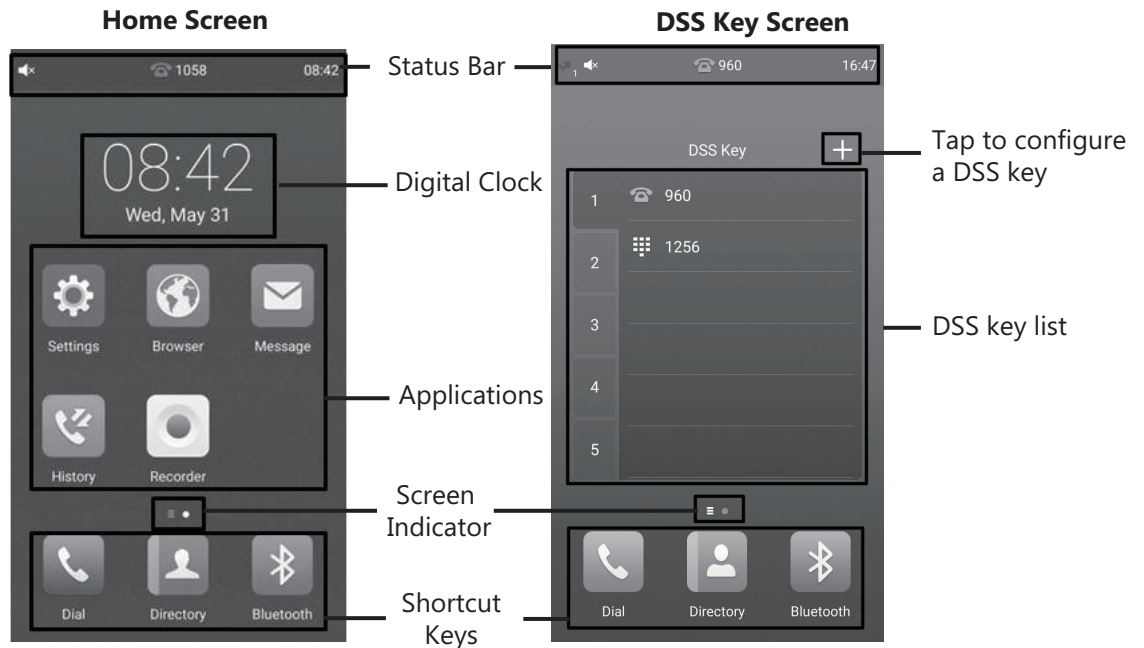 Home Screen
DSS Key Screen
1058
08:42
Status Bar
1
960
16:47
08:42
Wed, May 31
Digital Clock
DSS Key
Tap to configure
a DSS key
Settings
Browser
Message
History
Recorder
Applications
1
960
2
1256
3
4
5
DSS key list
Screen
Indicator
Dial
Directory
Bluetooth
Shortcut
Keys
Dial
Directory
Bluetooth